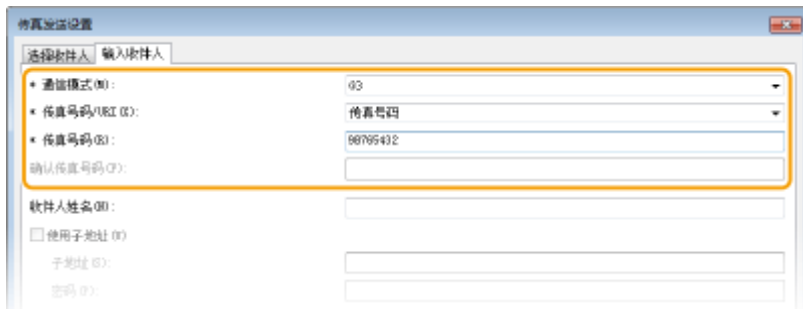 传真发送设置
选择收件人 输入收件人
* 通信模式(M): G3
* 传真号码/URI(X): 传真号码
* 传真号码(R): 98765432
确认传真号码(F):
收件人姓名(N):
使用子地址(U)
子地址(S):
密码(P):